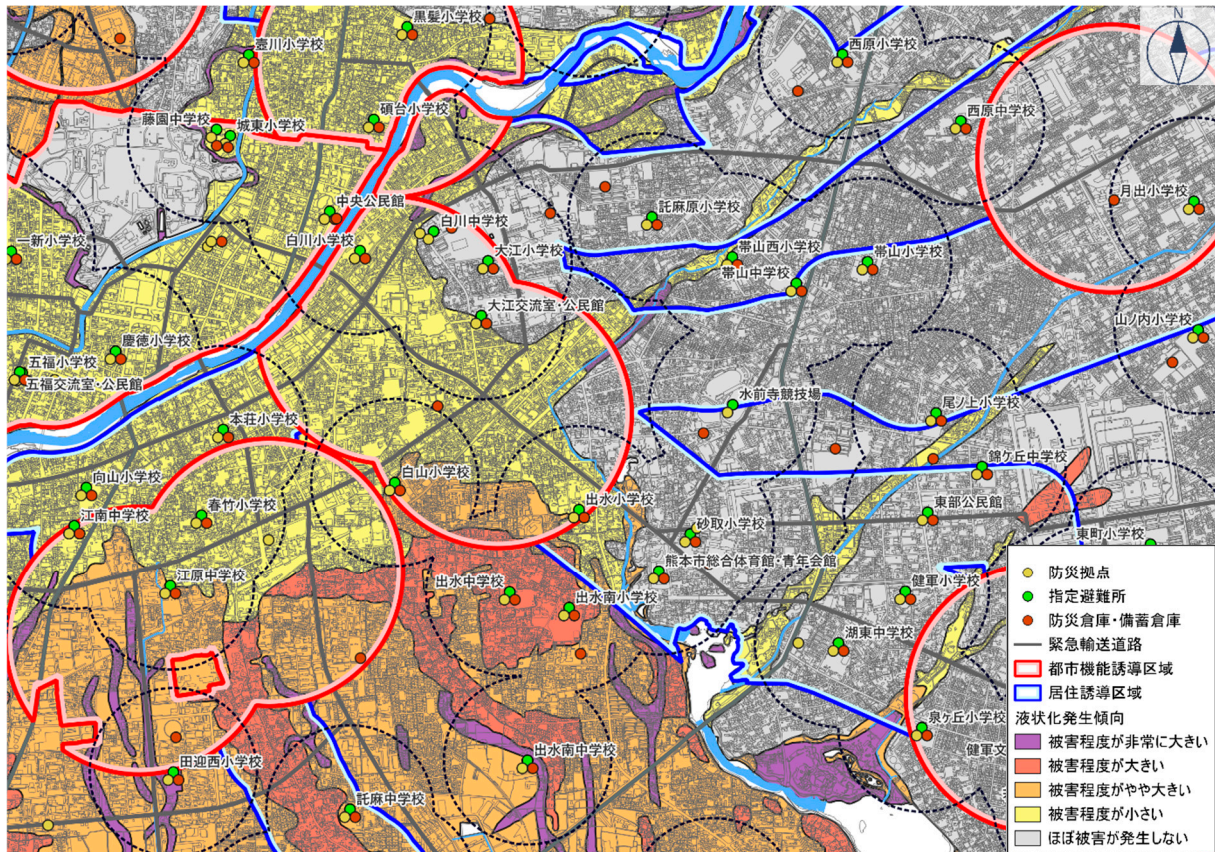 黒髪小学校
N
壺川小学校
西原小学校
碩台小学校
西原中学校
藤園中学校
城東小学校
月出小学校
中央公民館
白川中学校
託麻原小学校
一新小学校
白川小学校
大江小学校
帯山西小学校
帯山小学校
帯山中学校
大江交流室・公民館
山ノ内小学校
慶徳小学校
五福小学校
五福交流室・公民館
水前寺競技場
尾ノ上小学校
本荘小学校
錦ケ丘中学校
向山小学校
白山小学校
出水小学校
東部公民館
江南中学校
春竹小学校
砂取小学校
東町小学校
熊本市総合体育館・青年会館
江原中学校
出水中学校
出水南小学校
健軍小学校
湖東中学校
泉ヶ丘小学校
出水南中学校
健軍文
田迎西小学校
託麻中学校
防災拠点
指定避難所
防災倉庫・備蓄倉庫
緊急輸送道路
都市機能誘導区域
居住誘導区域
液状化発生傾向
被害程度が非常に大きい
被害程度が大きい
被害程度がやや大きい
被害程度が小さい
ほぼ被害が発生しない